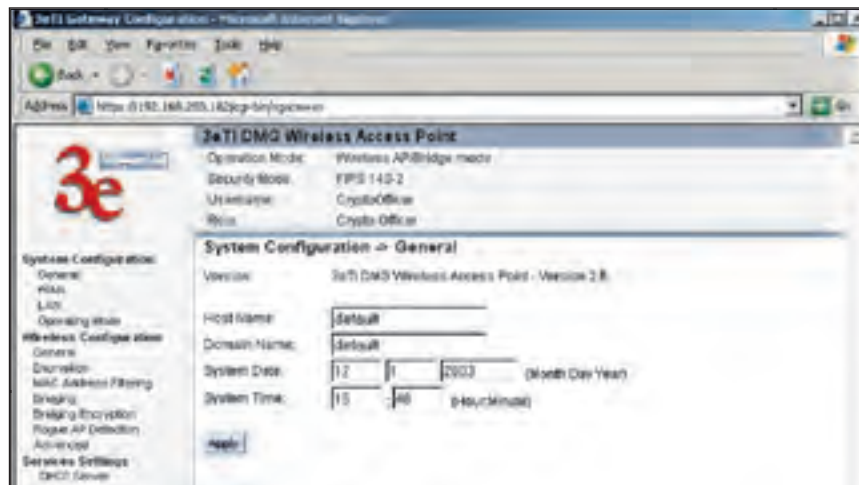 3eTI Gateway Configuration - Microsoft Internet Explorer
File Edit View Favorites Tools Help
Back
Address
3e
3eTI DMG Wireless Access Point
Operation Mode: Wireless AP/Bridge mode
Security Mode: FIPS 140-2
Username: CryptoOfficer
Role: Crypto Officer
System Configuration
General
WAN
LAN
Operating Mode
Wireless Configuration
General
Encryption
MAC Address Filtering
Bridging
Bridging Encryption
Rogue AP Detection
Advanced
Services Settings
DHCP Server
System Configuration -> General
Version: 3eTI DMG Wireless Access Point - Version
Host Name: default
Domain Name: default
System Date: 12 1 2003 (Month Day Year)
System Time: 15 : 48 (Hour:Minute)
Apply